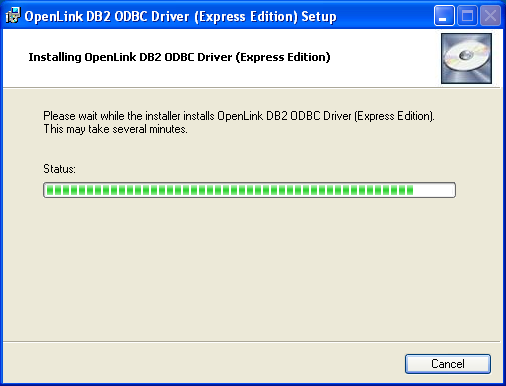 OpenLink DB2 ODBC Driver (Express Edition) Setup
Installing OpenLink DB2 ODBC Driver (Express Edition)
Please wait while the installer installs OpenLink DB2 ODBC Driver (Express Edition).
This may take several minutes.
Status:
Cancel